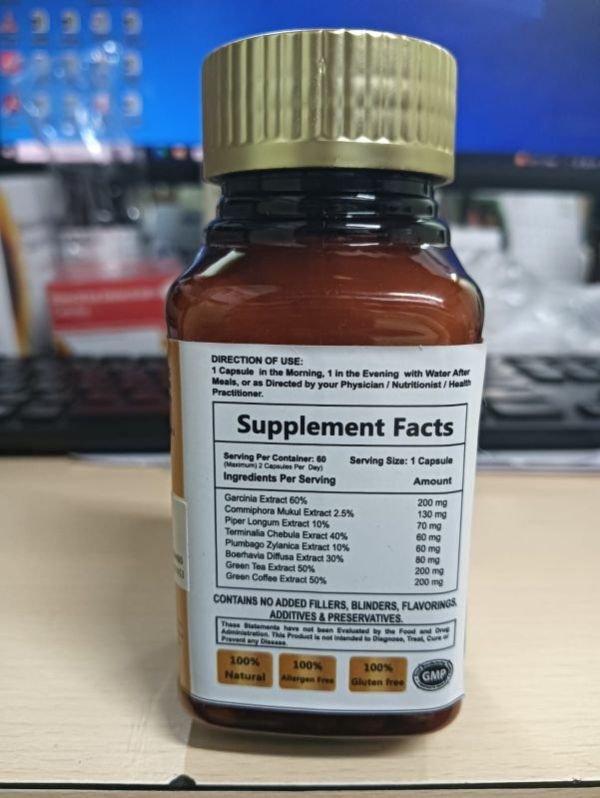 DIRECTION OF USE:
1 Capsule in the Morning, 1 in the Evening with Water After
Meals, or as Directed by your Physician / Nutritionist / Health
Practitioner.
Supplement Facts
Serving Per Container: 60 Serving Size: 1 Capsule
(Maximum) 2 Capsules Per Day)
Ingredients Per Serving Amount
Garcinia Extract 60% 200 mg
Commiphora Mukul Extract 2.5% 130 mg
Piper Longum Extract 10% 70 mg
Terminalia Chebula Exract 40% 60 mg
Plumbago Zylanica Extract 10% 60 mg
Boerhavia Diffusa Extract 30% 80 mg
Green Tea Extract 50% 200 mg
Green Coffee Extract 50% 200 mg
CONTAINS NO ADDED FILLERS, BLINDERS, FLAVORINGS,
ADDITIVES & PRESERVATIVES.
These Statements have not been Evaluated by the Food and Drug
Administration. This Product is not Intended to Diagnose, Treat, Cure or
Prevent any Disease.
100% Natural
100% Allergen Free
100% Gluten free
GMP